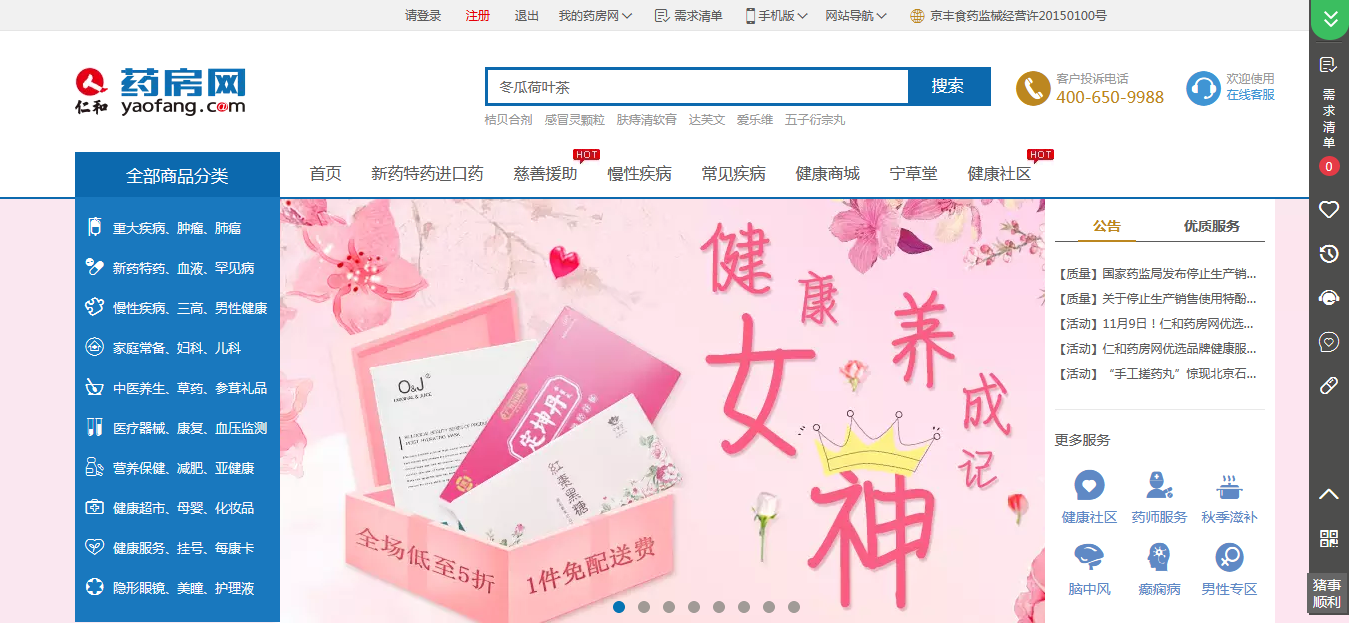 请登录 注册 退出 我的药房网 需求清单 手机版 网站导航 京丰食药监械经营许20150100号
仁和 药房网
yaofang.c@m
冬瓜荷叶茶 搜索
桔贝合剂 感冒灵颗粒 肤痔清软膏 达芙文 爱乐维 五子衍宗丸
客户投诉电话
400-650-9988
欢迎使用
在线客服
需求清单
0
HOT HOT
全部商品分类 首页 新药特药进口药 慈善援助 慢性疾病 常见疾病 健康商城 宁草堂 健康社区
重大疾病、肿瘤、肺癌
新药特药、血液、罕见病
慢性疾病、三高、男性健康
家庭常备、妇科、儿科
中医养生、草药、参茸礼品
医疗器械、康复、血压监测
营养保健、减肥、亚健康
健康超市、母婴、化妆品
健康服务、挂号、每康卡
隐形眼镜、美瞳、护理液
健康女神养成记
O&J
定坤丹
红枣黑糖
全场低至5折
1件免配送费
公告 优质服务
【质量】国家药监局发布停止生产销...
【质量】关于停止生产销售使用特酚...
【活动】11月9日！仁和药房网优选...
【活动】仁和药房网优选品牌健康服...
【活动】“手工搓药丸”惊现北京石...
更多服务
健康社区 药师服务 秋季滋补
脑中风 癫痫病 男性专区
猪事
顺利